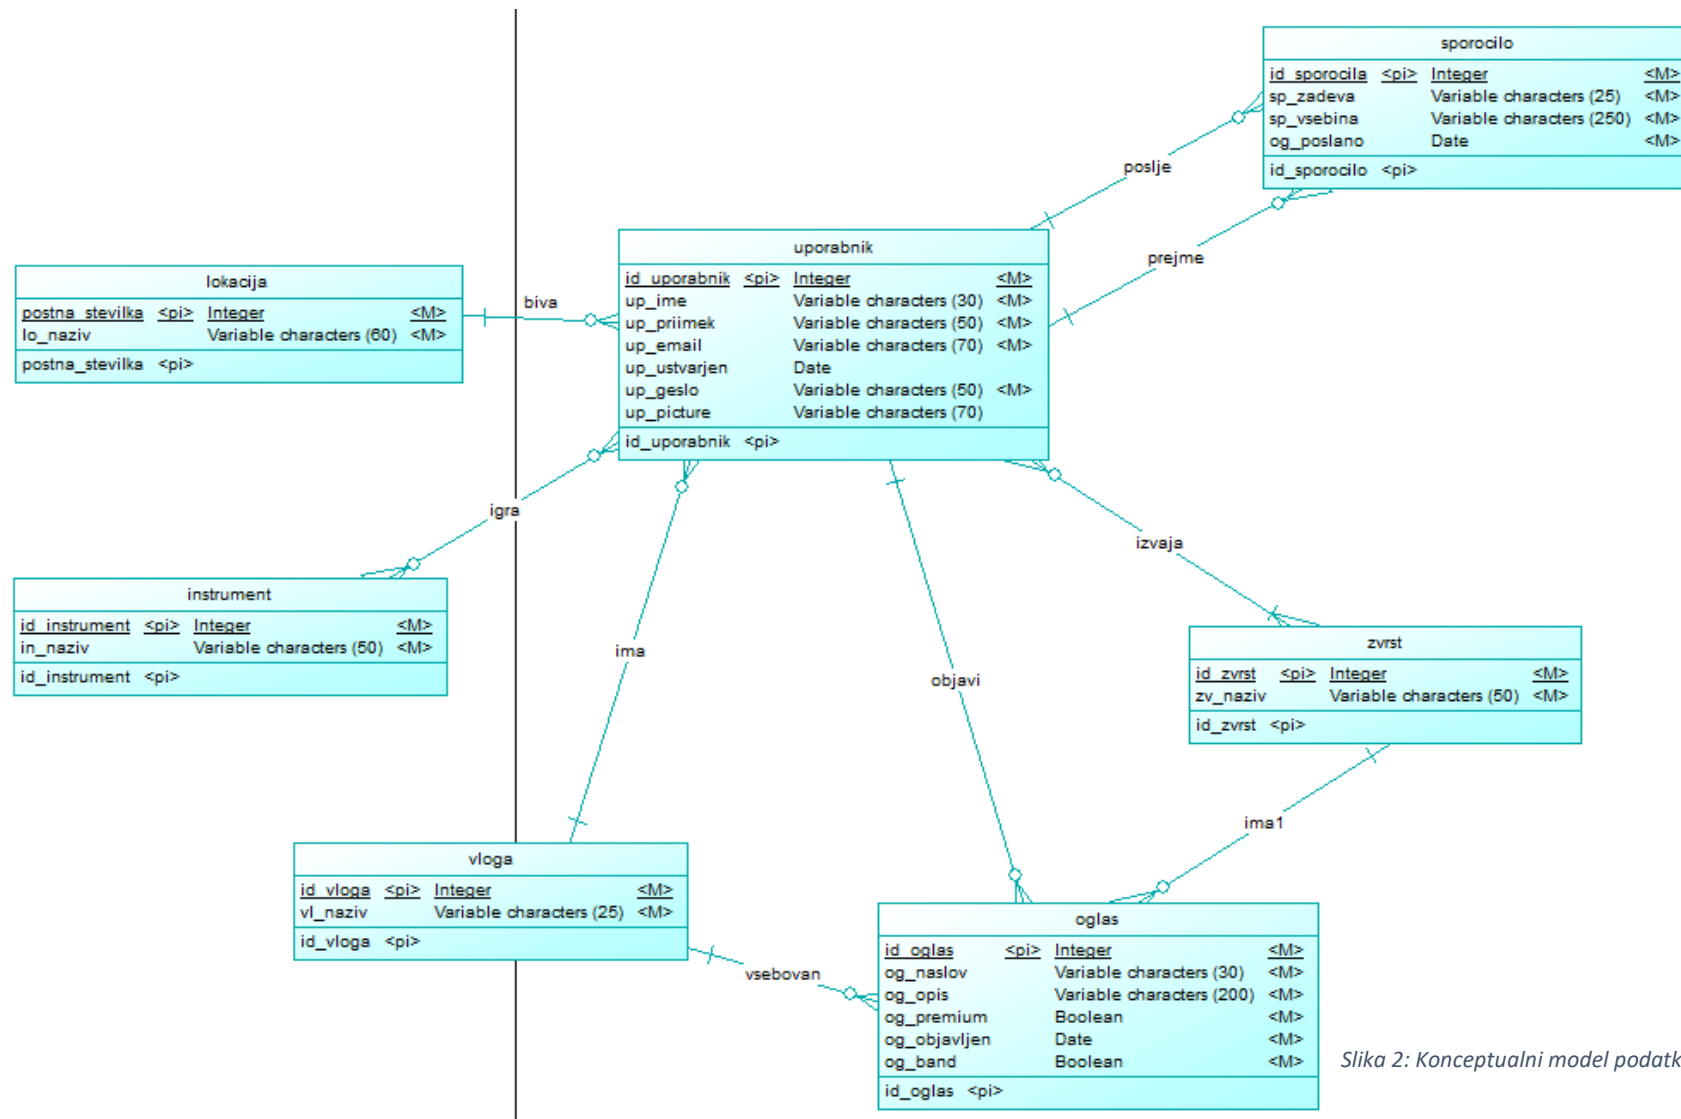 sporocilo
id_sporocila <pi> Integer <M>
sp_zadeva Variable characters (25) <M>
sp_vsebina Variable characters (250) <M>
og_poslano Date <M>
id_sporocilo <pi>
poslje
prejme
uporabnik
id_uporabnik <pi> Integer <M>
up_ime Variable characters (30) <M>
up_priimek Variable characters (50) <M>
up_email Variable characters (70) <M>
up_ustvarjen Date
up_geslo Variable characters (50) <M>
up_picture Variable characters (70)
id_uporabnik <pi>
lokacija
postna_stevilka <pi> Integer <M>
lo_naziv Variable characters (60) <M>
postna_stevilka <pi>
biva
igra
izvaja
instrument
id_instrument <pi> Integer <M>
in_naziv Variable characters (50) <M>
id_instrument <pi>
ima
objavi
zvrst
id_zvrst <pi> Integer <M>
zv_naziv Variable characters (50) <M>
id_zvrst <pi>
ima1
vloga
id_vloga <pi> Integer <M>
vl_naziv Variable characters (25) <M>
id_vloga <pi>
vsebovan
oglas
id_oglas <pi> Integer <M>
og_naslov Variable characters (30) <M>
og_opis Variable characters (200) <M>
og_premium Boolean <M>
og_objavljen Date <M>
og_band Boolean <M>
id_oglas <pi>
Slika 2: Konceptualni model podatk